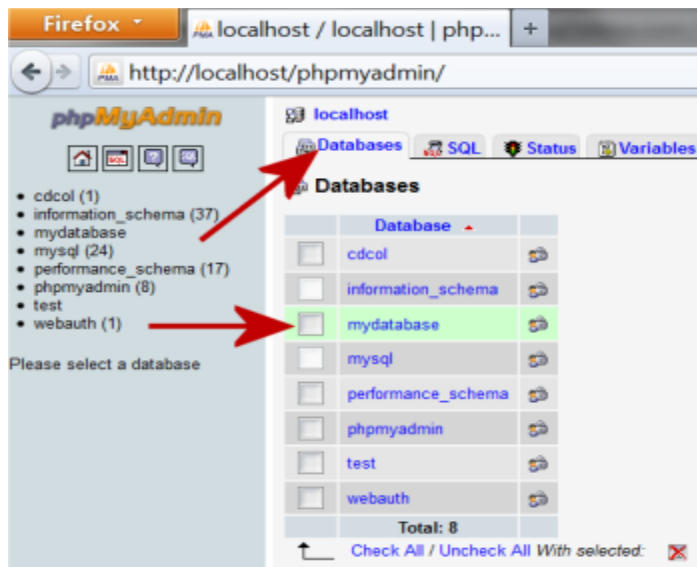 Firefox
localhost / localhost | php...
+
http://localhost/phpmyadmin/
phpMyAdmin
SQL
cdcol (1)
information_schema (37)
mydatabase
mysql (24)
performance_schema (17)
phpmyadmin (8)
test
webauth (1)
Please select a database
localhost
Databases SQL Status Variables
Databases
Database
cdcol
information_schema
mydatabase
mysql
performance_schema
phpmyadmin
test
webauth
Total: 8
Check All / Uncheck All With selected: